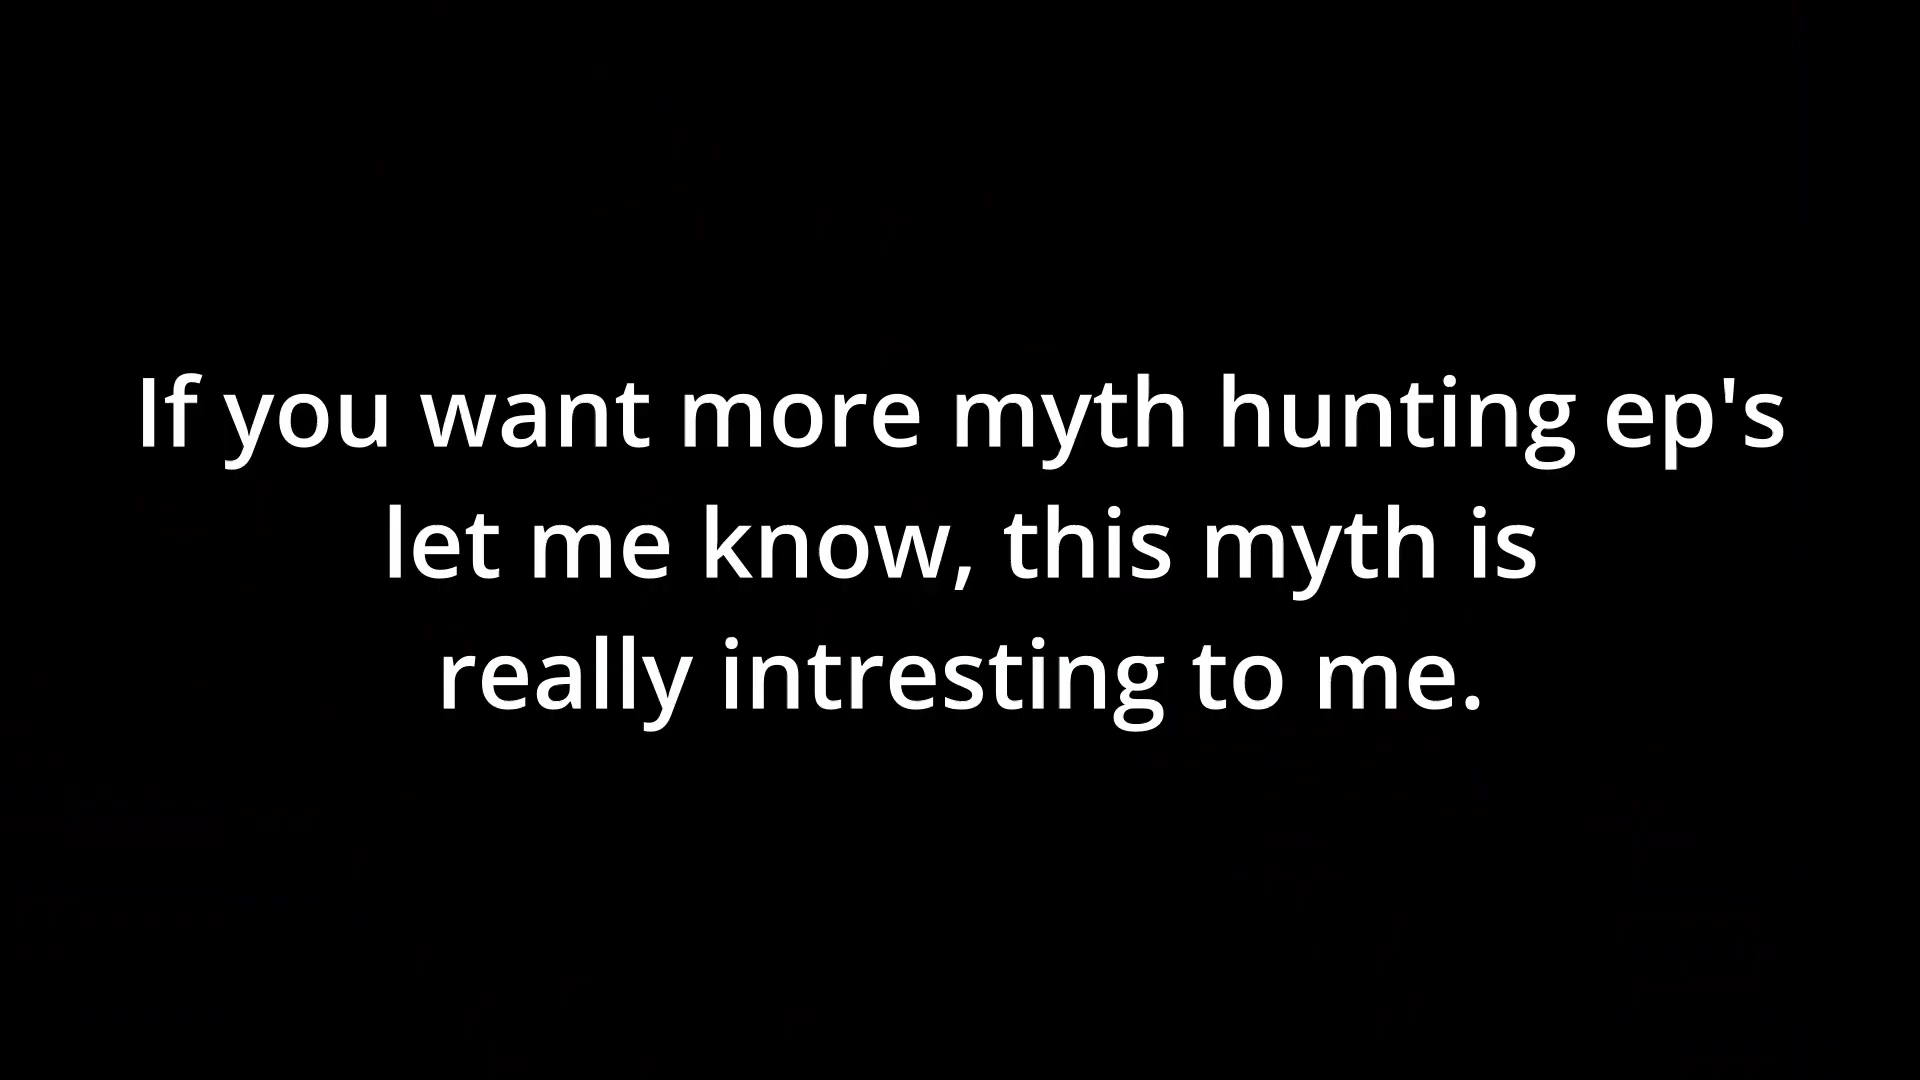 If you want more myth hunting ep's
let me know, this myth is
really intresting to me.